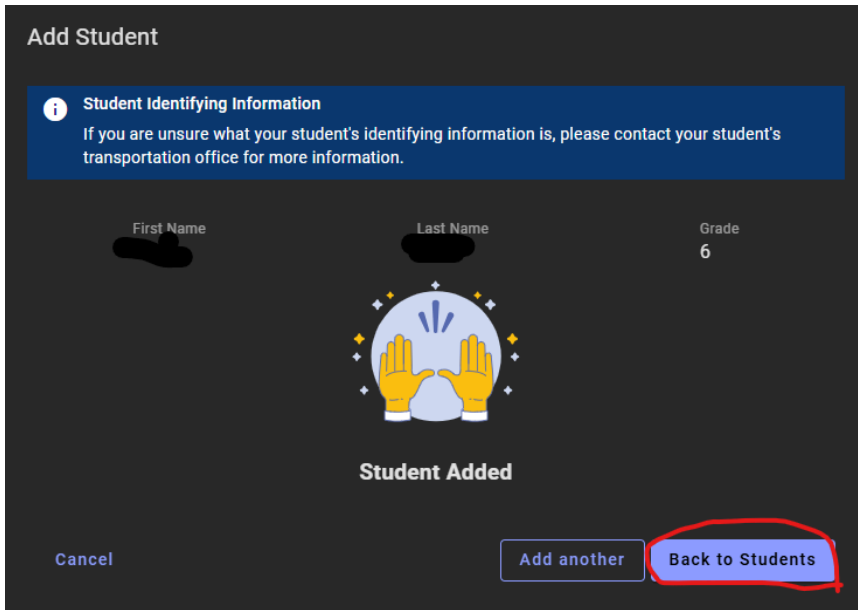 Add Student
Student Identifying Information
If you are unsure what your student's identifying information is, please contact your student's
transportation office for more information.
First Name
Last Name
Grade
6
Student Added
Cancel
Add another
Back to Students